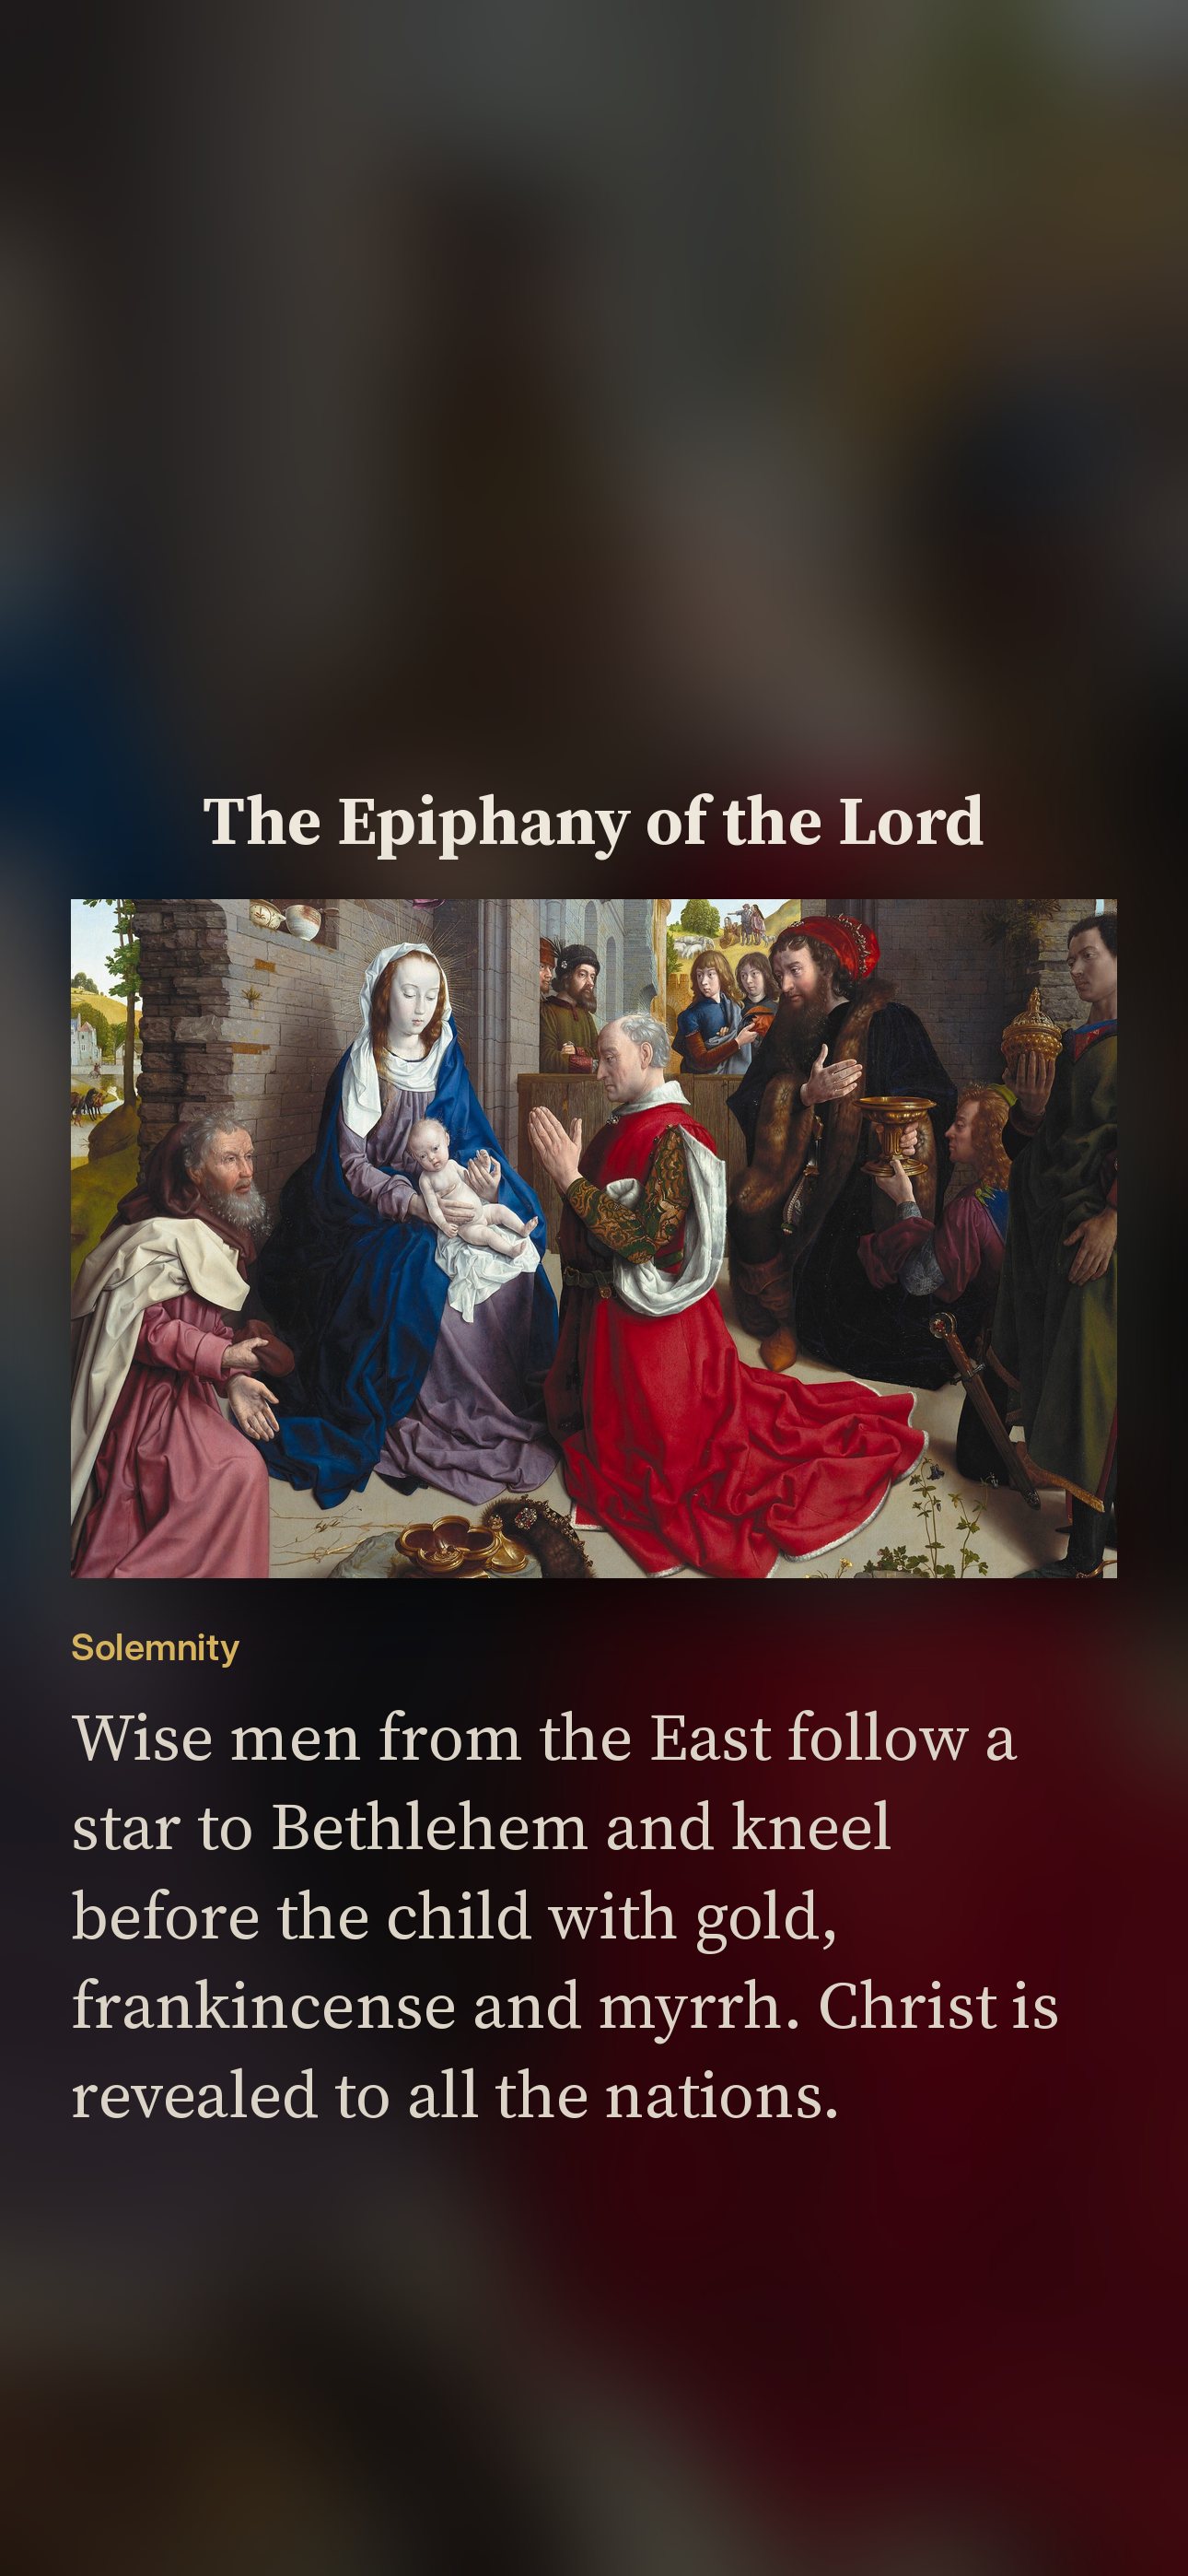 The Epiphany of the Lord
Solemnity
Wise men from the East follow a
star to Bethlehem and kneel
before the child with gold,
frankincense and myrrh. Christ is
revealed to all the nations.